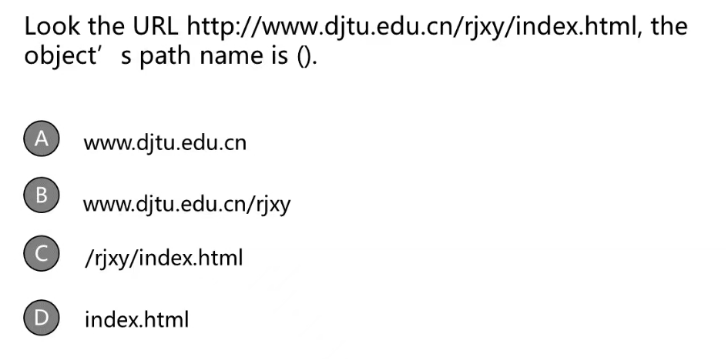 Look the URL http://www.djtu.edu.cn/rjxy/index.html, the
object’ s path name is ().
A www.djtu.edu.cn
B www.djtu.edu.cn/rjxy
C /rjxy/index.html
D index.html